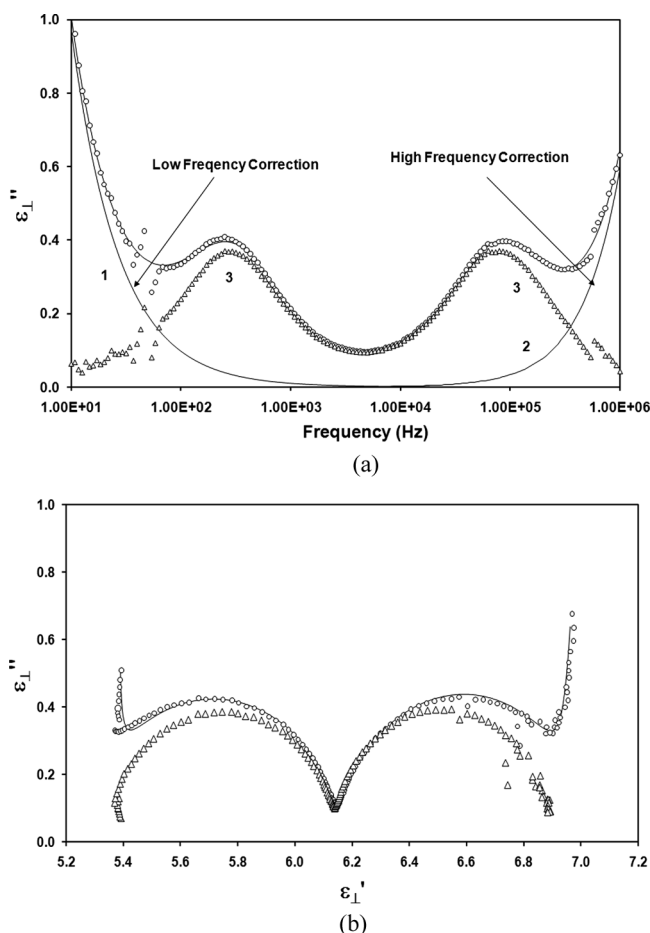 1.0
0.8
0.6
0.4
0.2
0.0
ε⊥''
Low Freqency Correction
High Frequency Correction
1
3
3
2
1.00E+01 1.00E+02 1.00E+03 1.00E+04 1.00E+05 1.00E+06
Frequency (Hz)
(a)
1.0
0.8
0.6
0.4
0.2
0.0
ε⊥''
5.2 5.4 5.6 5.8 6.0 6.2 6.4 6.6 6.8 7.0 7.2
ε⊥'
(b)